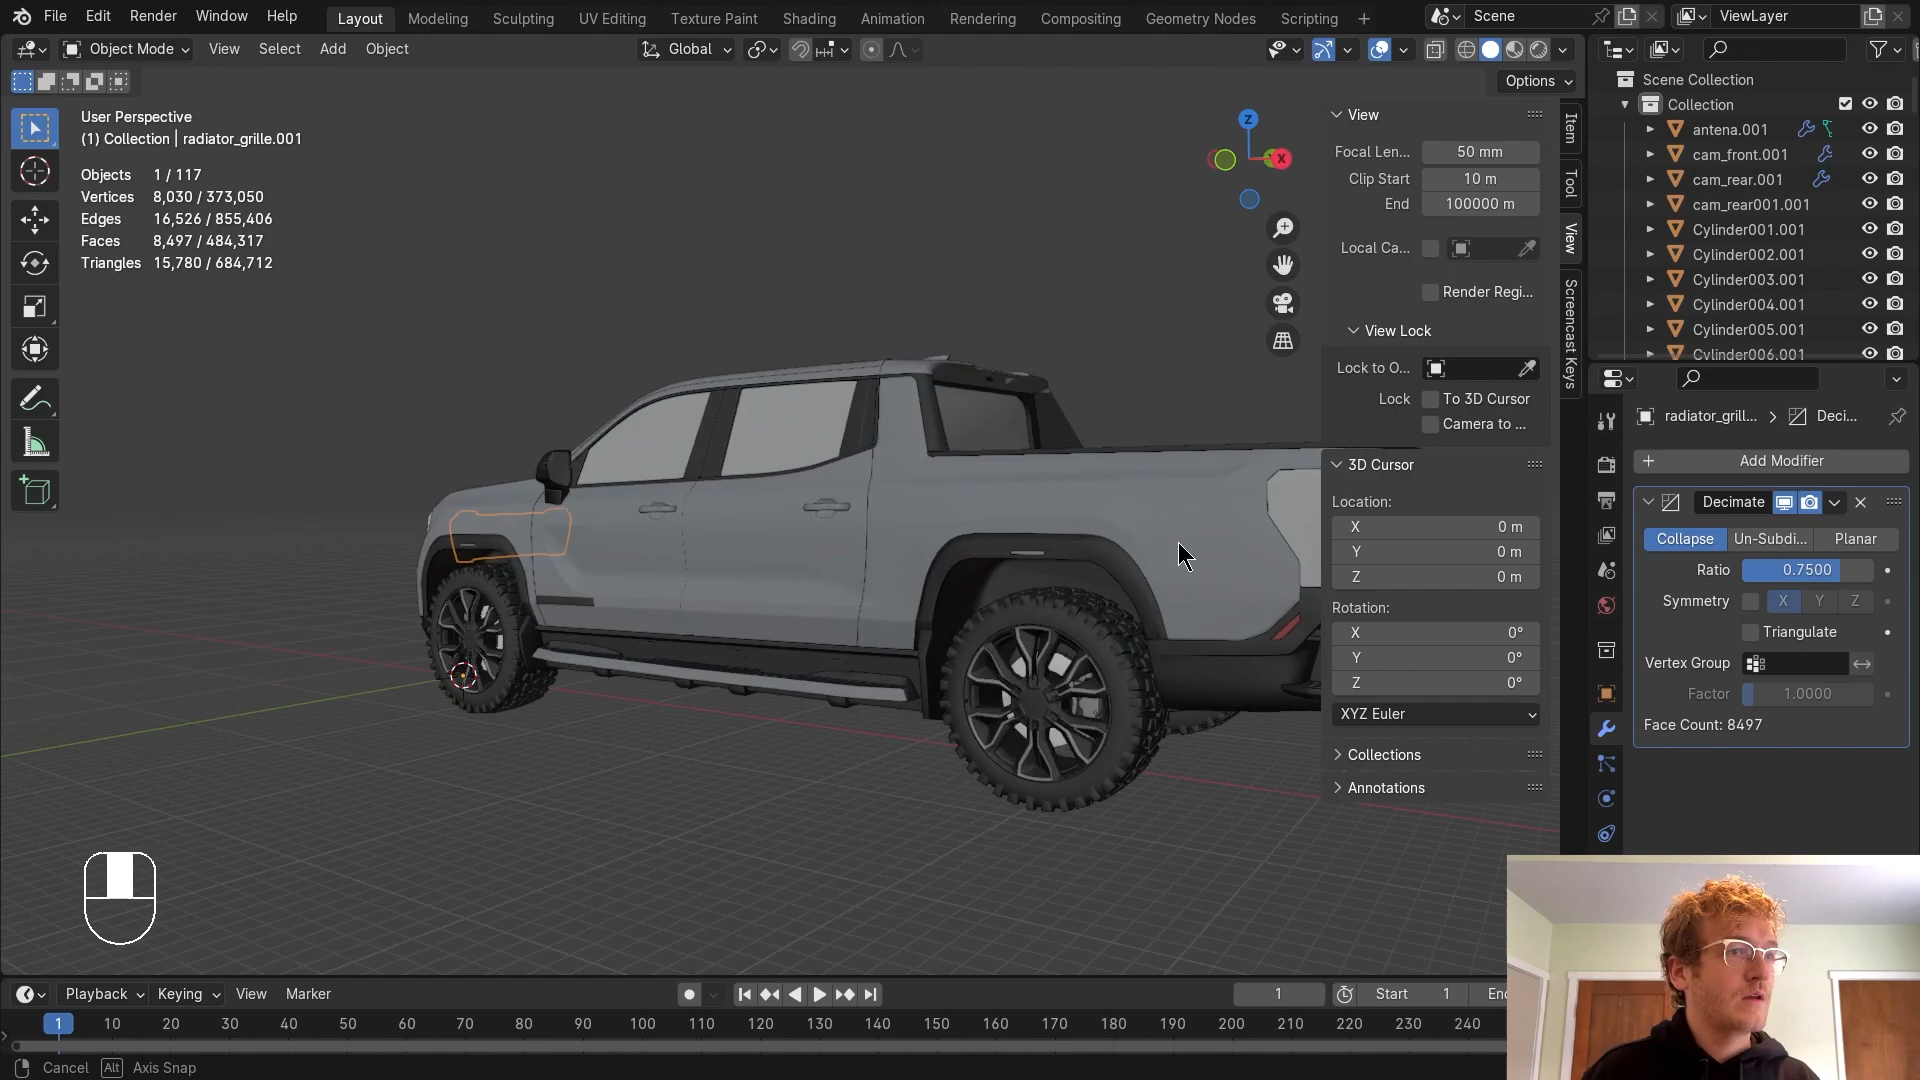 File Edit Render Window Help Layout Modeling Sculpting UV Editing Texture Paint Shading Animation Rendering Compositing Geometry Nodes Scripting + Scene ViewLayer
Object Mode View Select Add Object Global
Options
User Perspective
(1) Collection | radiator_grille.001
Objects 1 / 117
Vertices 8,030 / 373,050
Edges 16,526 / 855,406
Faces 8,497 / 484,317
Triangles 15,780 / 684,712
Z
X
View
Focal Len... 50 mm
Clip Start 10 m
End 100000 m
Local Ca...
Render Regi...
View Lock
Lock to O...
Lock To 3D Cursor
Camera to ...
3D Cursor
Location:
X 0 m
Y 0 m
Z 0 m
Rotation:
X 0°
Y 0°
Z 0°
XYZ Euler
Collections
Annotations
Item
Tool
View
Screencast Keys
Scene Collection
Collection
antena.001
cam_front.001
cam_rear.001
cam_rear001.001
Cylinder001.001
Cylinder002.001
Cylinder003.001
Cylinder004.001
Cylinder005.001
Cylinder006.001
radiator_grill... > Deci...
+ Add Modifier
Decimate
Collapse Un-Subdi... Planar
Ratio 0.7500
Symmetry X Y Z
Triangulate
Vertex Group
Factor 1.0000
Face Count: 8497
Playback Keying View Marker 1 Start 1 Enc
1 10 20 30 40 50 60 70 80 90 100 110 120 130 140 150 160 170 180 190 200 210 220 230 240
Cancel Alt Axis Snap